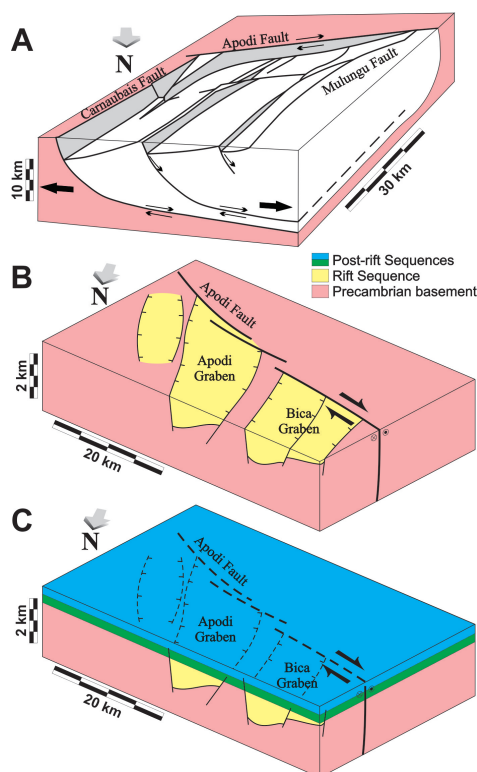 A
N
Apodi Fault
Carnaubais Fault
Mulungu Fault
10 km
30 km
Post-rift Sequences
Rift Sequence
Precambrian basement
B
N
Apodi Fault
Apodi
Graben
Bica
Graben
2 km
20 km
C
N
Apodi Fault
Apodi
Graben
Bica
Graben
2 km
20 km